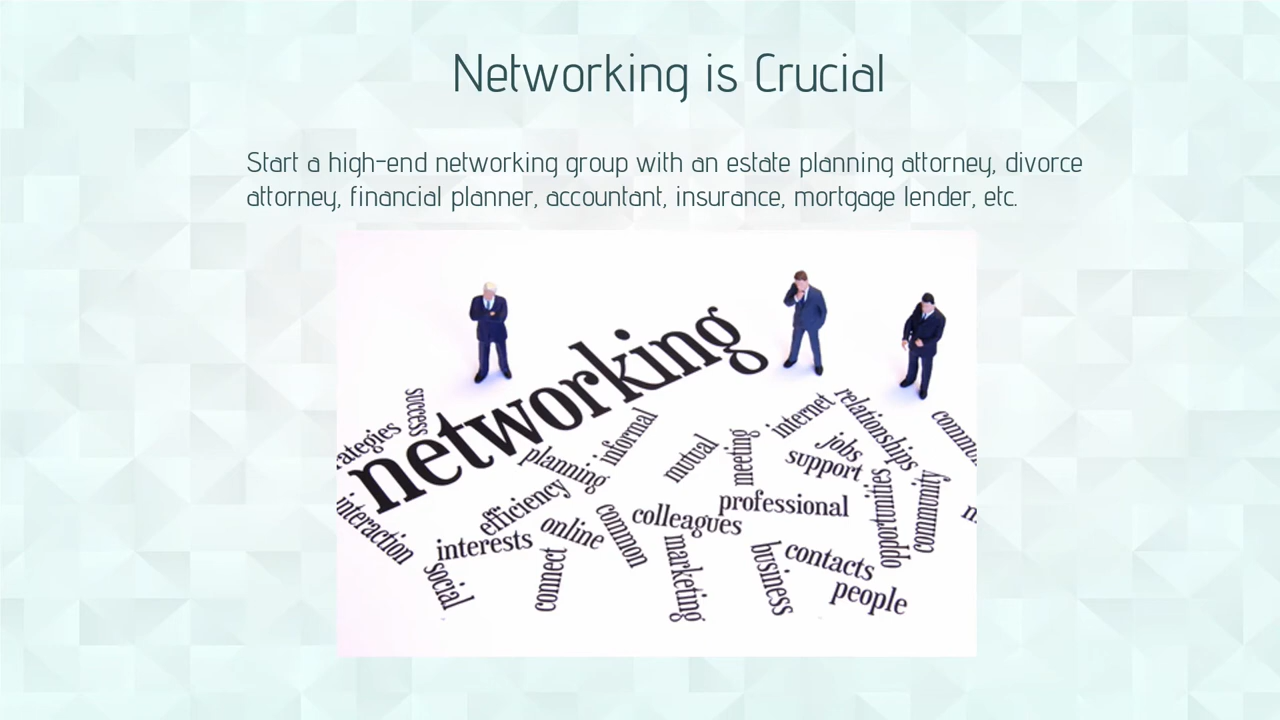 Networking is Crucial
Start a high-end networking group with an estate planning attorney, divorce
attorney, financial planner, accountant, insurance, mortgage lender, etc.
networking
success
rategies
interaction
planning
informal
mutual
meeting
internet
relationships
jobs
support
efficiency
interests
online
common
colleagues
professional
opportunities
community
social
connect
marketing
business
contacts
people